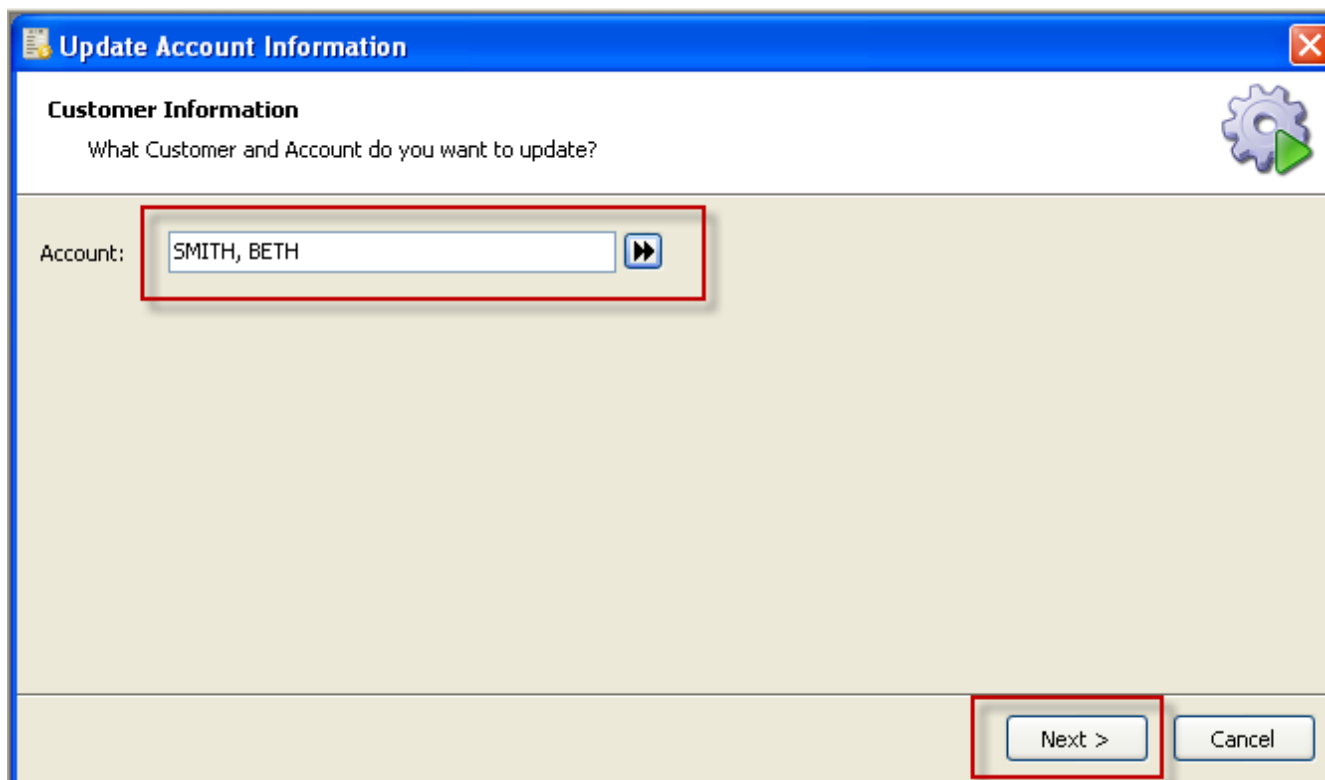 Update Account Information
Customer Information
What Customer and Account do you want to update?
Account: SMITH, BETH
Next > Cancel